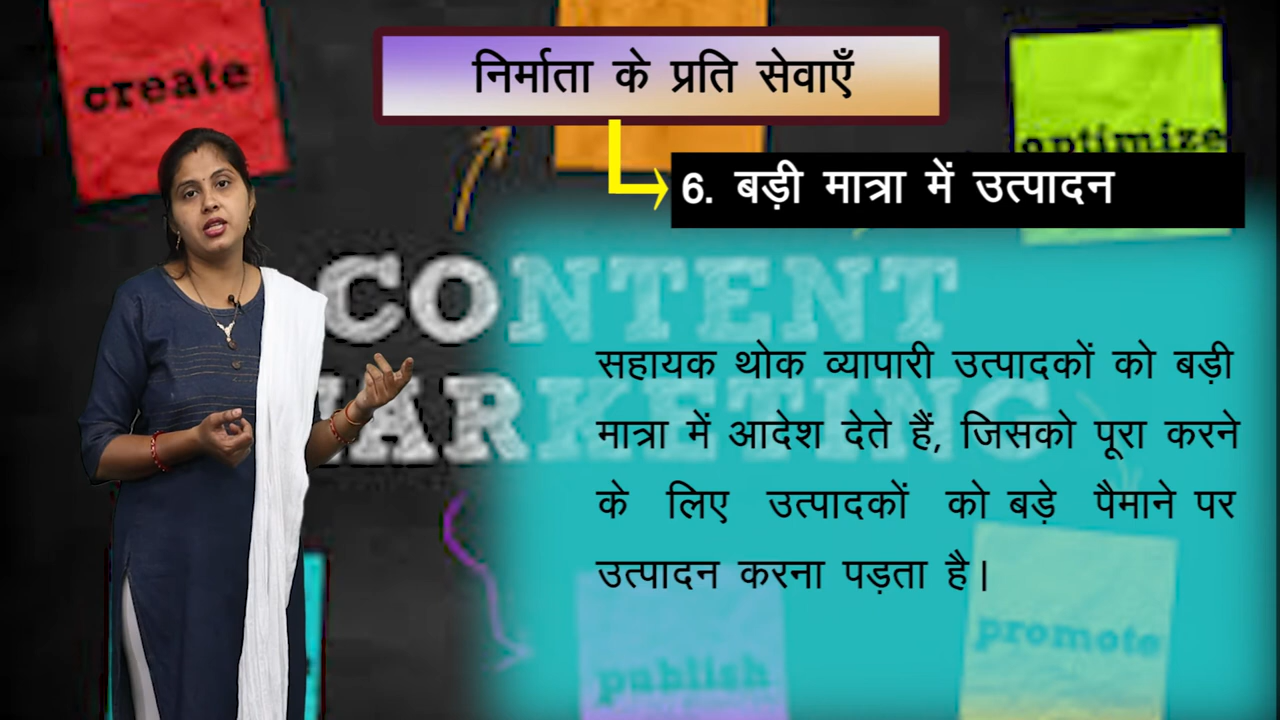 create
निर्माता के प्रति सेवाएँ
optimize
6. बड़ी मात्रा में उत्पादन
CONTENT
MARKETING
सहायक थोक व्यापारी उत्पादकों को बड़ी
मात्रा में आदेश देते हैं, जिसको पूरा करने
के लिए उत्पादकों को बड़े पैमाने पर
उत्पादन करना पड़ता है।
promote
publish